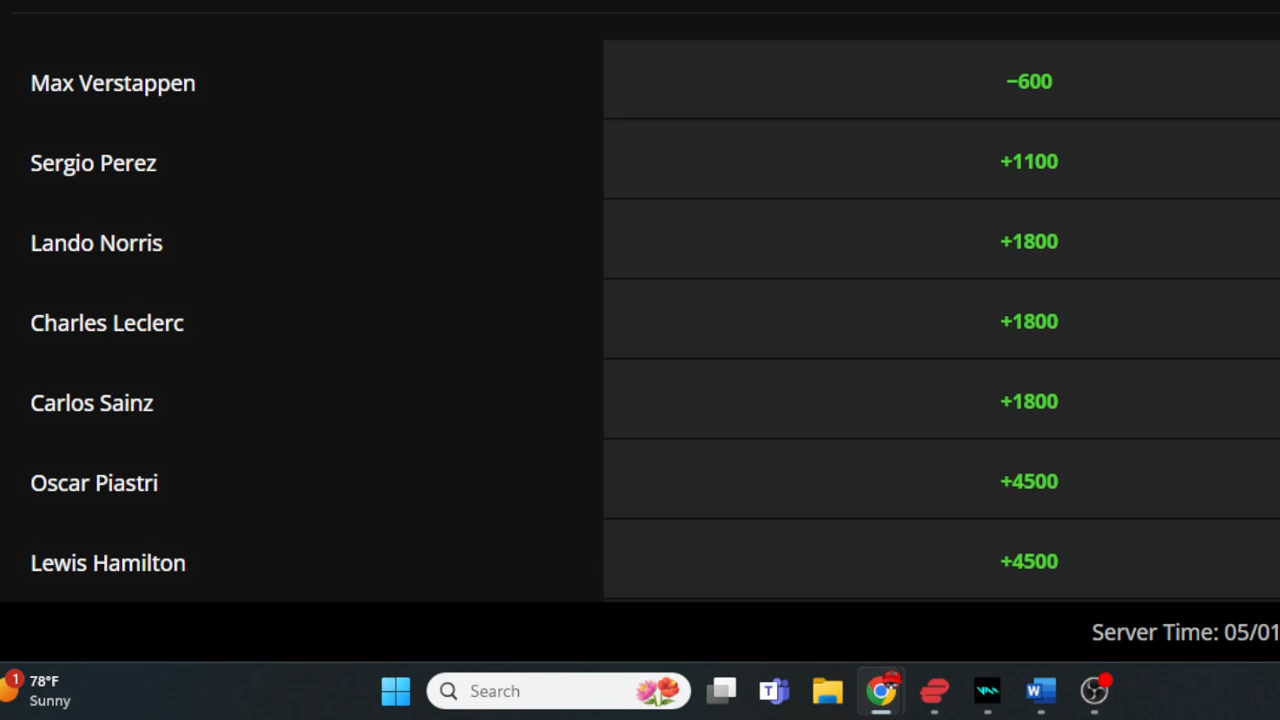 Max Verstappen −600
Sergio Perez +1100
Lando Norris +1800
Charles Leclerc +1800
Carlos Sainz +1800
Oscar Piastri +4500
Lewis Hamilton +4500
Server Time: 05/01
1 78°F
Sunny
Search
T
W